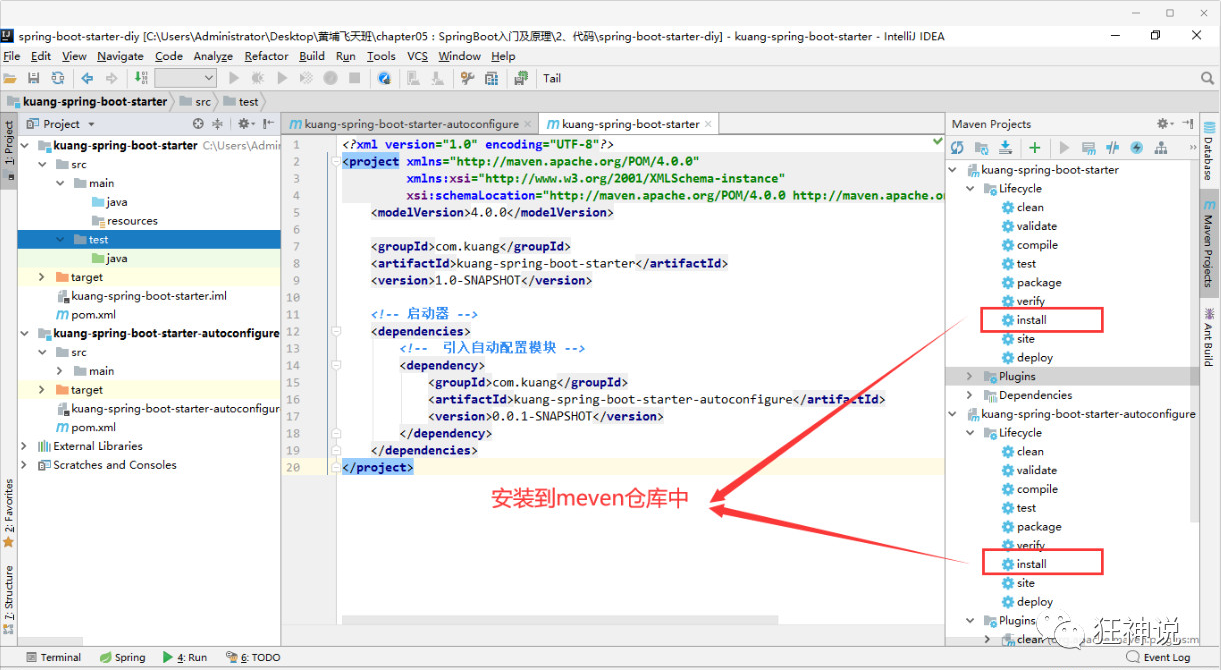 spring-boot-starter-diy [C:\Users\Administrator\Desktop\黄埔飞天班\chapter05：SpringBoot入门及原理\2、代码\spring-boot-starter-diy] - kuang-spring-boot-starter - IntelliJ IDEA
File Edit View Navigate Code Analyze Refactor Build Run Tools VCS Window Help
Tail
kuang-spring-boot-starter src test
1: Project
2: Favorites
7: Structure
Project
kuang-spring-boot-starter C:\Users\Admin
src
main
java
resources
test
java
target
kuang-spring-boot-starter.iml
pom.xml
kuang-spring-boot-starter-autoconfigure
src
main
target
kuang-spring-boot-starter-autoconfigur
pom.xml
External Libraries
Scratches and Consoles
kuang-spring-boot-starter-autoconfigure kuang-spring-boot-starter
1 <?xml version="1.0" encoding="UTF-8"?>
2 <project xmlns="http://maven.apache.org/POM/4.0.0"
3 xmlns:xsi="http://www.w3.org/2001/XMLSchema-instance"
4 xsi:schemaLocation="http://maven.apache.org/POM/4.0.0 http://maven.apache.or
5 <modelVersion>4.0.0</modelVersion>
6
7 <groupId>com.kuang</groupId>
8 <artifactId>kuang-spring-boot-starter</artifactId>
9 <version>1.0-SNAPSHOT</version>
10
11 <!-- 启动器 -->
12 <dependencies>
13 <!-- 引入自动配置模块 -->
14 <dependency>
15 <groupId>com.kuang</groupId>
16 <artifactId>kuang-spring-boot-starter-autoconfigure</artifactId>
17 <version>0.0.1-SNAPSHOT</version>
18 </dependency>
19 </dependencies>
20 </project>
安装到meven仓库中
Maven Projects
kuang-spring-boot-starter
Lifecycle
clean
validate
compile
test
package
verify
install
site
deploy
Plugins
Dependencies
kuang-spring-boot-starter-autoconfigure
Lifecycle
clean
validate
compile
test
package
verify
install
site
deploy
Plugins
clean
狂神说
Database
Maven Projects
Ant Build
Terminal Spring 4: Run 6: TODO Event Log